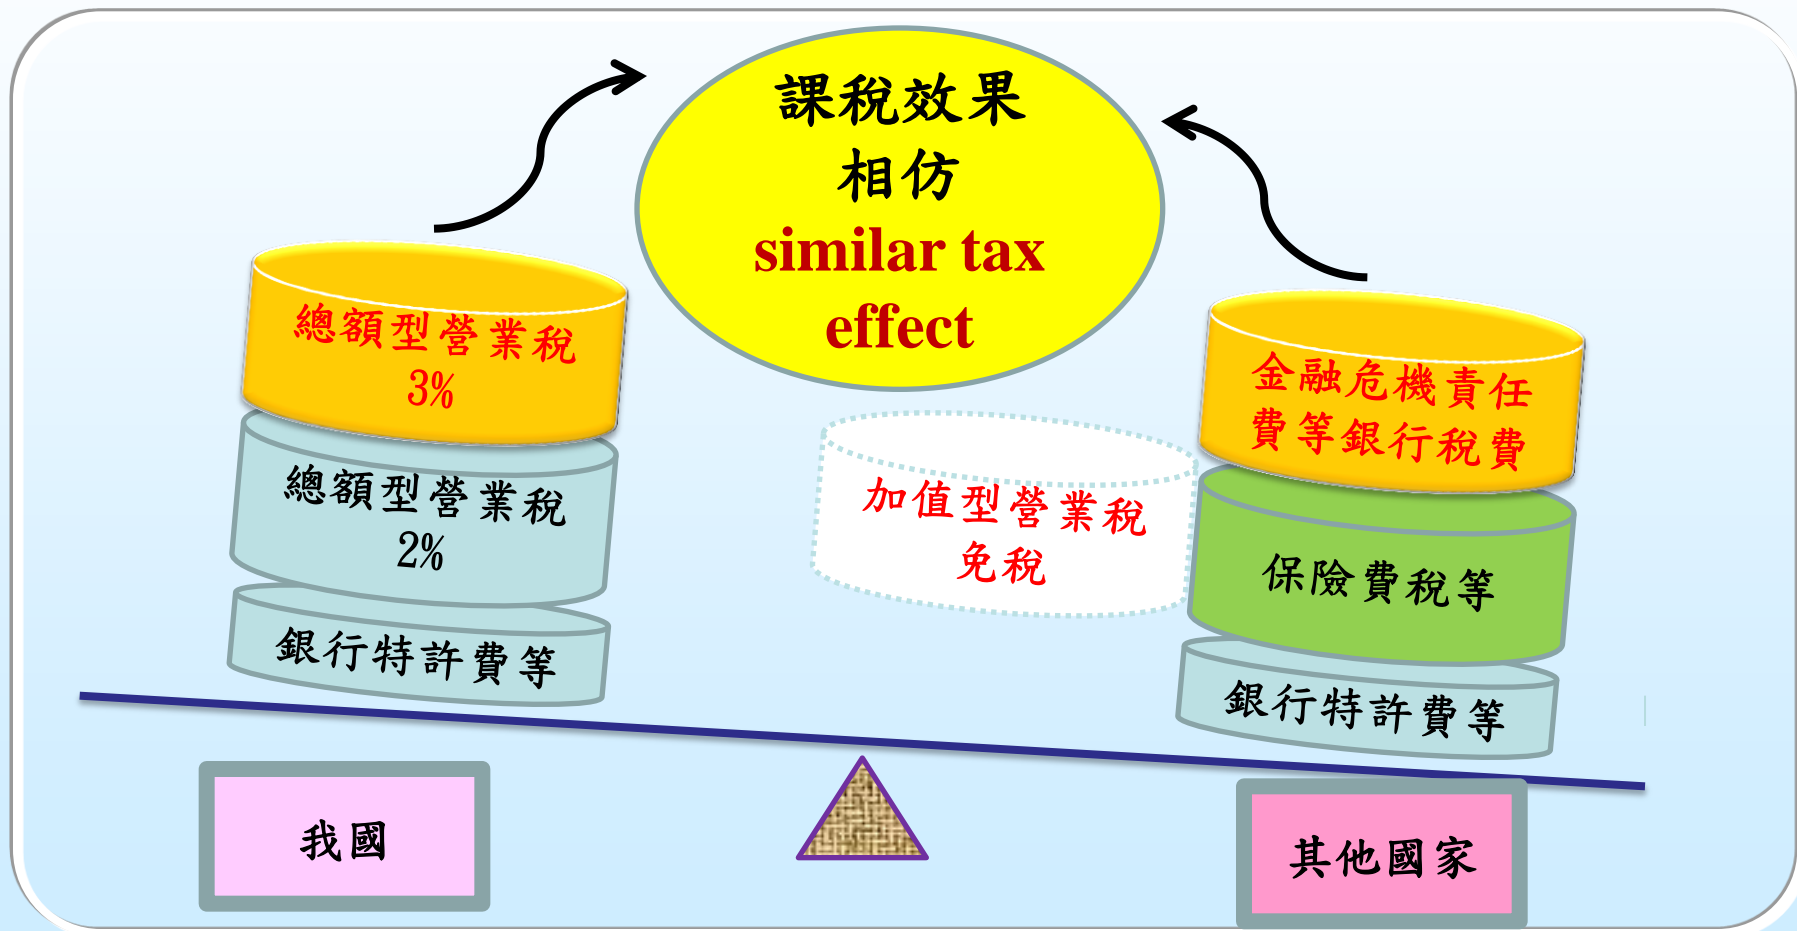 課稅效果
相仿
similar tax
effect
總額型營業稅
3%
總額型營業稅
2%
銀行特許費等
加值型營業稅
免稅
金融危機責任
費等銀行稅費
保險費稅等
銀行特許費等
我國
其他國家